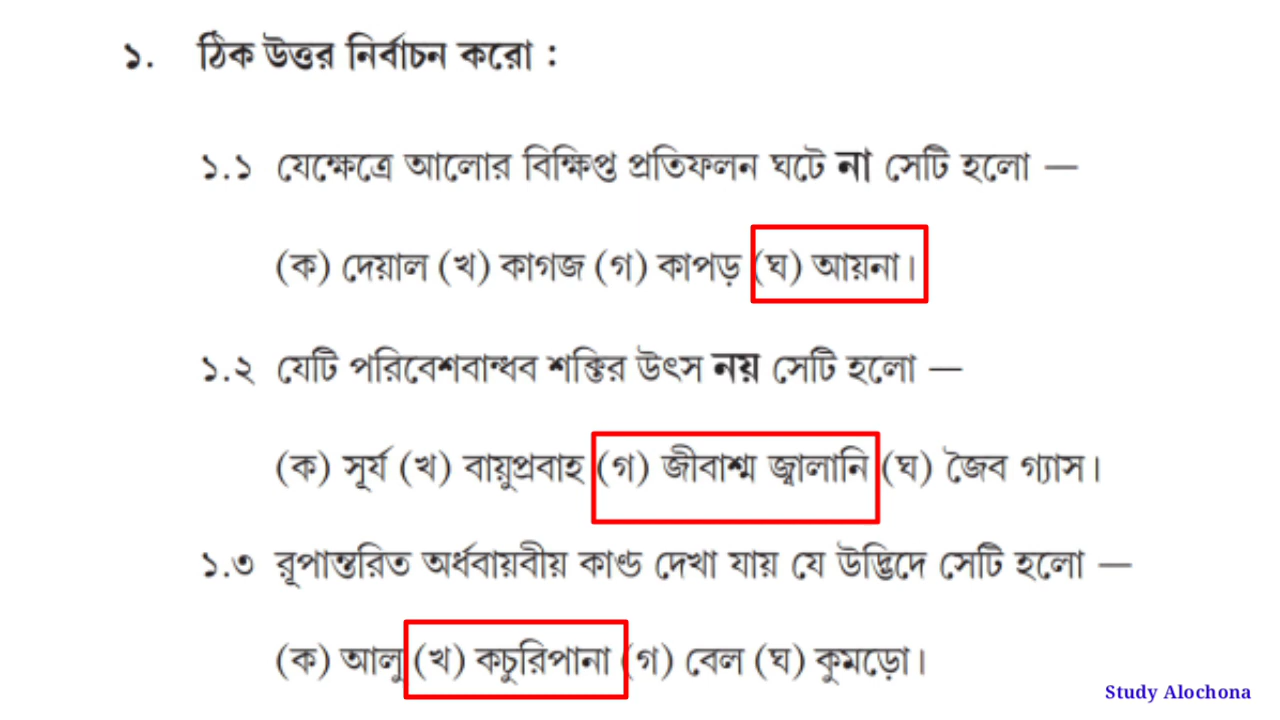 ১. ঠিক উত্তর নির্বাচন করো :
১.১ যেক্ষেত্রে আলোর বিক্ষিপ্ত প্রতিফলন ঘটে না সেটি হলো —
(ক) দেয়াল (খ) কাগজ (গ) কাপড় (ঘ) আয়না।
১.২ যেটি পরিবেশবান্ধব শক্তির উৎস নয় সেটি হলো —
(ক) সূর্য (খ) বায়ুপ্রবাহ (গ) জীবাশ্ম জ্বালানি (ঘ) জৈব গ্যাস।
১.৩ রূপান্তরিত অর্ধবায়বীয় কাণ্ড দেখা যায় যে উদ্ভিদে সেটি হলো —
(ক) আলু (খ) কচুরিপানা (গ) বেল (ঘ) কুমড়ো।
Study Alochona